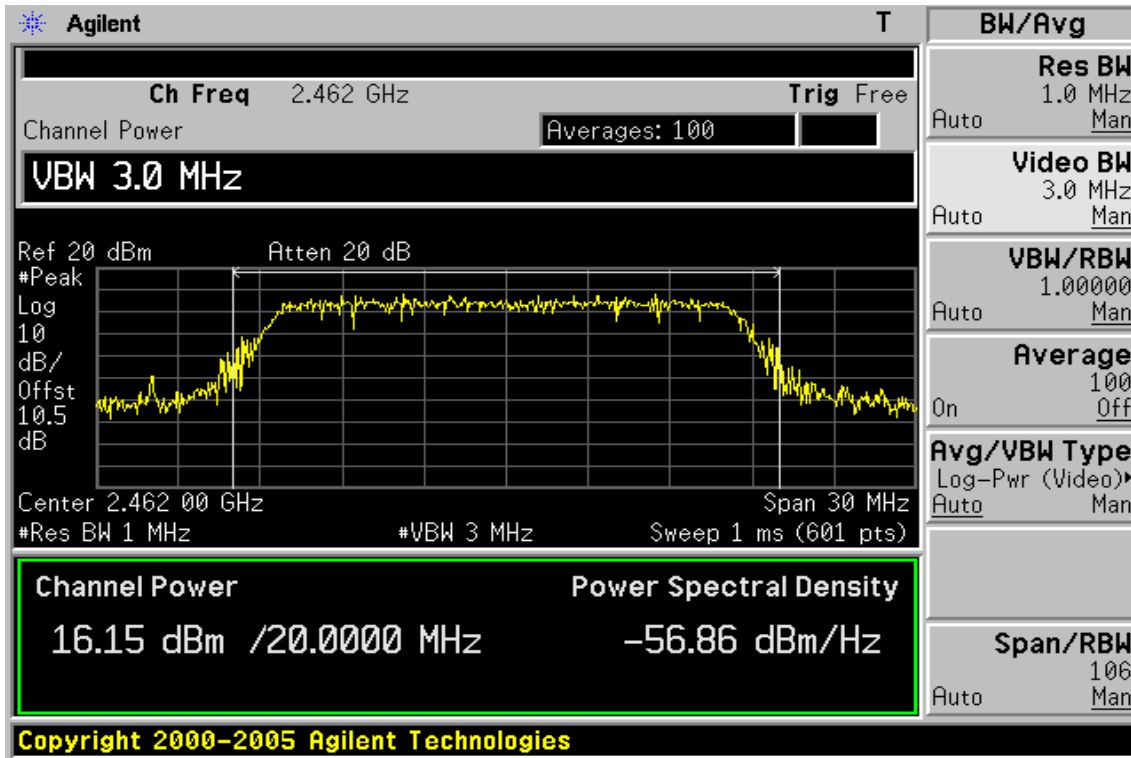 Agilent T
Ch Freq 2.462 GHz Trig Free
Channel Power Averages: 100
VBW 3.0 MHz
Ref 20 dBm Atten 20 dB
#Peak
Log
10
dB/
Offst
10.5
dB
Center 2.462 00 GHz Span 30 MHz
#Res BW 1 MHz #VBW 3 MHz Sweep 1 ms (601 pts)
Channel Power Power Spectral Density
16.15 dBm /20.0000 MHz -56.86 dBm/Hz
Copyright 2000-2005 Agilent Technologies
BW/Avg
Res BW
1.0 MHz
Auto Man
Video BW
3.0 MHz
Auto Man
VBW/RBW
1.00000
Auto Man
Average
100
On Off
Avg/VBW Type
Log-Pwr (Video)▸
Auto Man
Span/RBW
106
Auto Man